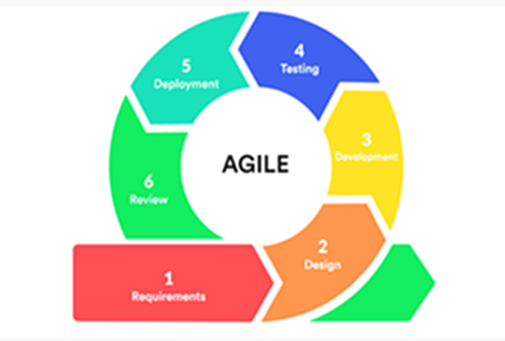 AGILE
1
Requirements
2
Design
3
Development
4
Testing
5
Deployment
6
Review